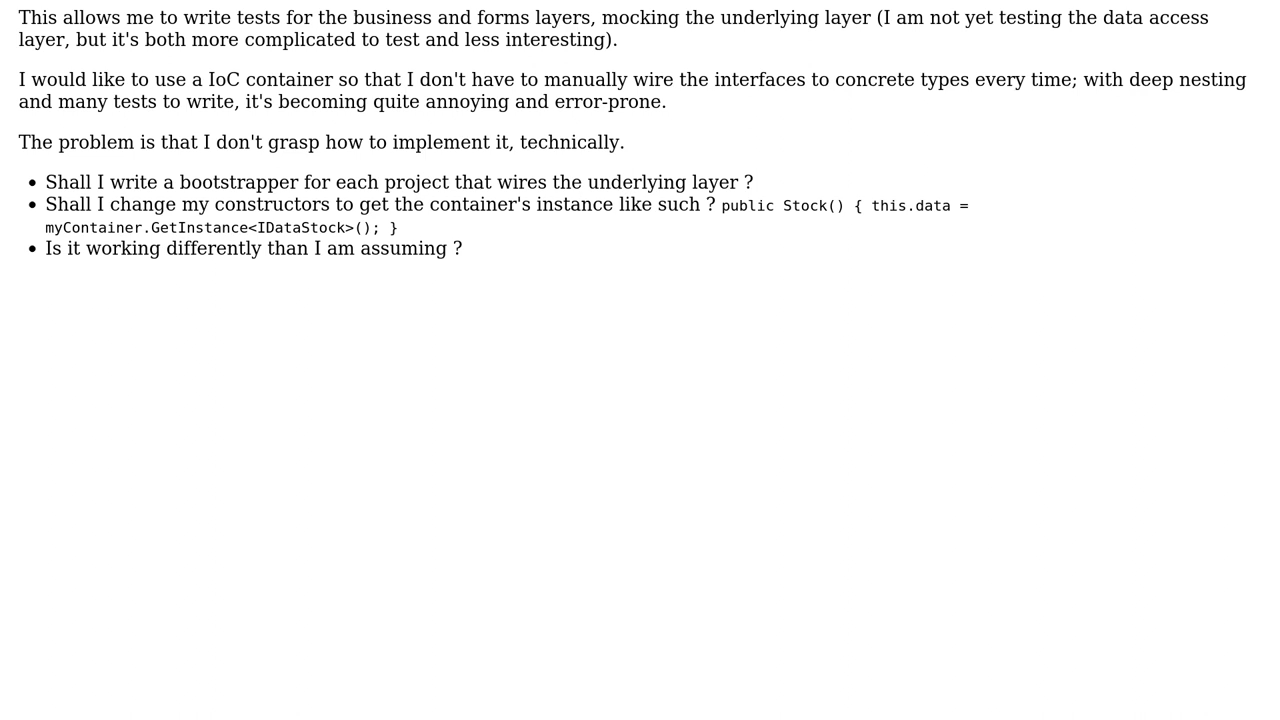 This allows me to write tests for the business and forms layers, mocking the underlying layer (I am not yet testing the data access
layer, but it's both more complicated to test and less interesting).
I would like to use a IoC container so that I don't have to manually wire the interfaces to concrete types every time; with deep nesting
and many tests to write, it's becoming quite annoying and error-prone.
The problem is that I don't grasp how to implement it, technically.
• Shall I write a bootstrapper for each project that wires the underlying layer ?
• Shall I change my constructors to get the container's instance like such ? public Stock() { this.data =
myContainer.GetInstance<IDataStock>(); }
• Is it working differently than I am assuming ?